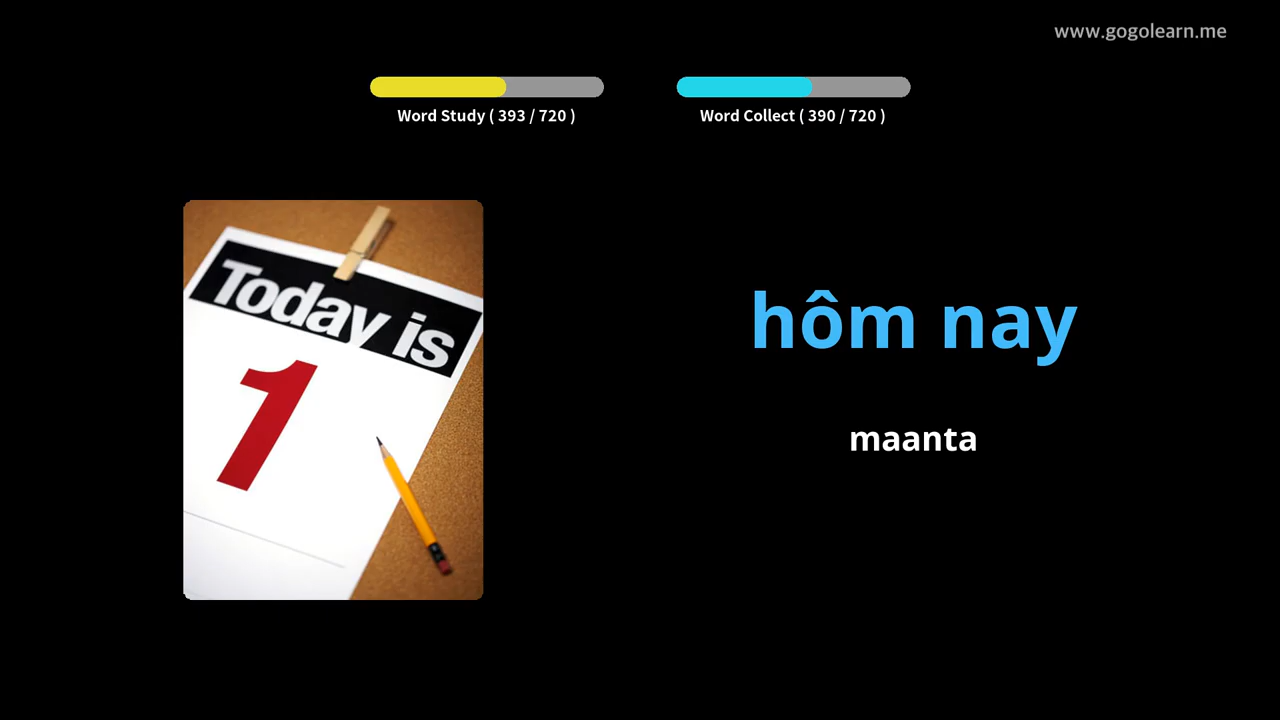 www.gogolearn.me
Word Study ( 393 / 720 )
Word Collect ( 390 / 720 )
Today is
1
hôm nay
maanta